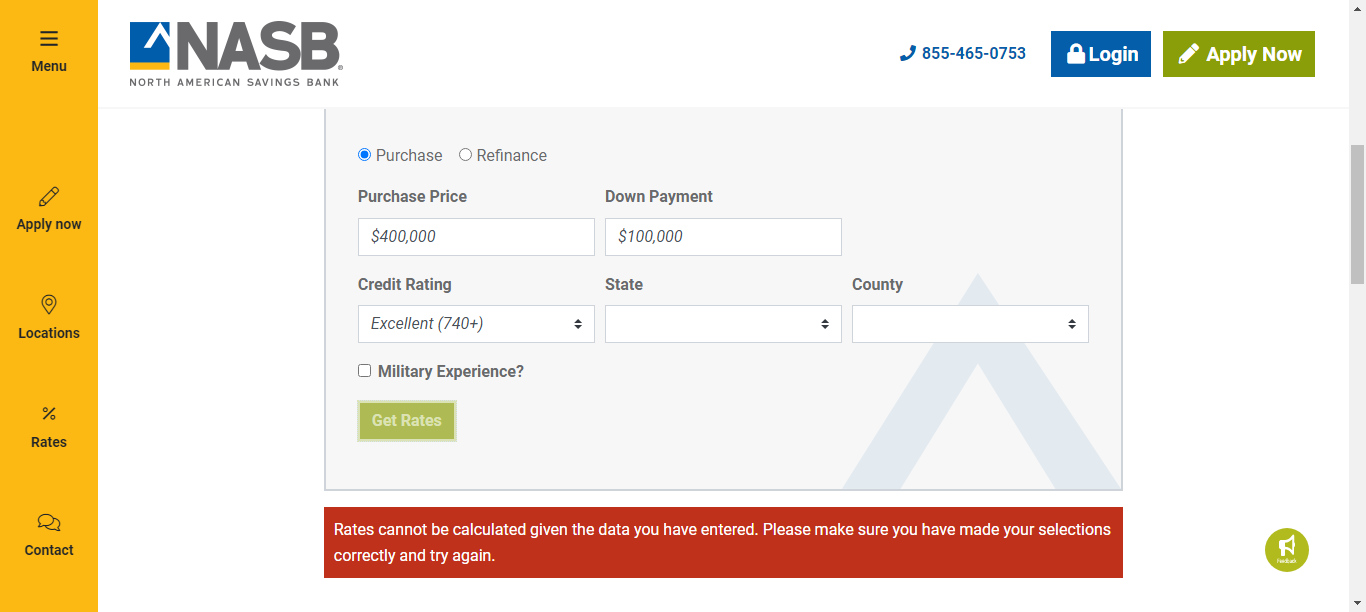 Menu
Apply now
Locations
Rates
Contact
NASB®
NORTH AMERICAN SAVINGS BANK
855-465-0753
Login
Apply Now
Purchase Refinance
Purchase Price Down Payment
$400,000 $100,000
Credit Rating State County
Excellent (740+)
Military Experience?
Get Rates
Rates cannot be calculated given the data you have entered. Please make sure you have made your selections
correctly and try again.
Feedback